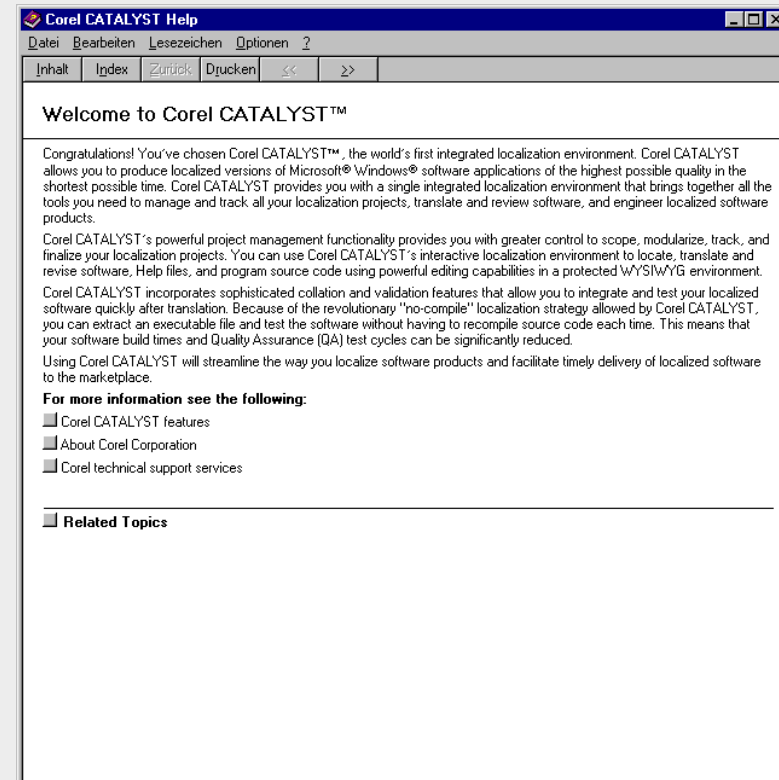 Corel CATALYST Help
Datei Bearbeiten Lesezeichen Optionen ?
Inhalt Index Zurück Drucken << >>
Welcome to Corel CATALYST™
Congratulations! You´ve chosen Corel CATALYST™, the world´s first integrated localization environment. Corel CATALYST
allows you to produce localized versions of Microsoft® Windows® software applications of the highest possible quality in the
shortest possible time. Corel CATALYST provides you with a single integrated localization environment that brings together all the
tools you need to manage and track all your localization projects, translate and review software, and engineer localized software
products.
Corel CATALYST´s powerful project management functionality provides you with greater control to scope, modularize, track, and
finalize your localization projects. You can use Corel CATALYST´s interactive localization environment to locate, translate and
revise software, Help files, and program source code using powerful editing capabilities in a protected WYSIWYG environment.
Corel CATALYST incorporates sophisticated collation and validation features that allow you to integrate and test your localized
software quickly after translation. Because of the revolutionary "no-compile" localization strategy allowed by Corel CATALYST,
you can extract an executable file and test the software without having to recompile source code each time. This means that
your software build times and Quality Assurance (QA) test cycles can be significantly reduced.
Using Corel CATALYST will streamline the way you localize software products and facilitate timely delivery of localized software
to the marketplace.
For more information see the following:
Corel CATALYST features
About Corel Corporation
Corel technical support services
Related Topics